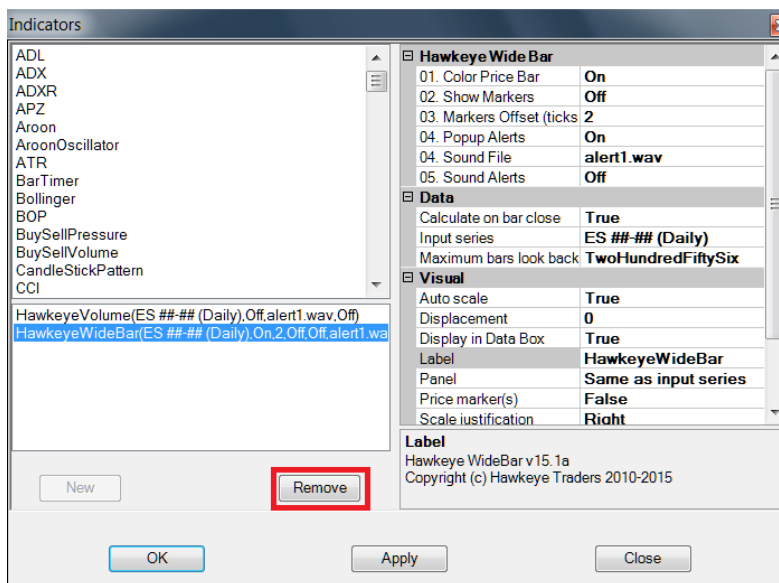 Indicators
ADL
ADX
ADXR
APZ
Aroon
AroonOscillator
ATR
BarTimer
Bollinger
BOP
BuySellPressure
BuySellVolume
CandleStickPattern
CCI
HawkeyeVolume(ES ##-## (Daily),Off,alert1.wav,Off)
HawkeyeWideBar(ES ##-## (Daily),On,2,Off,Off,alert1.wa
New
Remove
Hawkeye Wide Bar
01. Color Price Bar On
02. Show Markers Off
03. Markers Offset (ticks 2
04. Popup Alerts On
04. Sound File alert1.wav
05. Sound Alerts Off
Data
Calculate on bar close True
Input series ES ##-## (Daily)
Maximum bars look back TwoHundredFiftySix
Visual
Auto scale True
Displacement 0
Display in Data Box True
Label HawkeyeWideBar
Panel Same as input series
Price marker(s) False
Scale justification Right
Label
Hawkeye WideBar v15.1a
Copyright (c) Hawkeye Traders 2010-2015
OK
Apply
Close